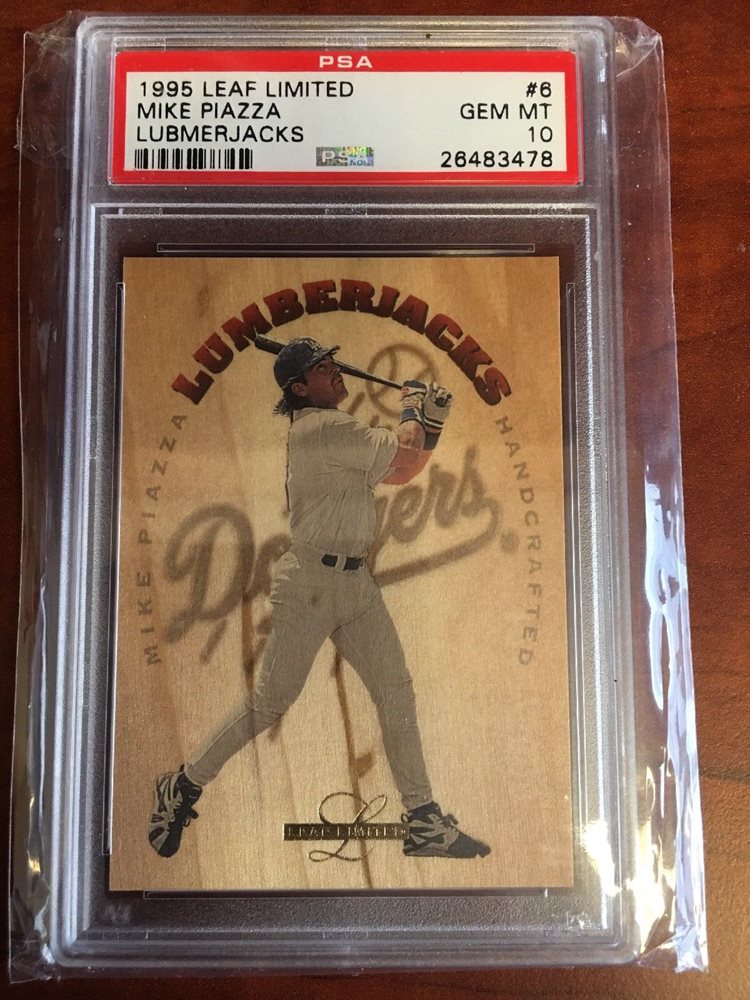 PSA
1995 LEAF LIMITED #6
MIKE PIAZZA GEM MT
LUBMERJACKS 10
PSA
26483478
LUMBERJACKS
MIKE PIAZZA
HANDCRAFTED
Dodgers
LEAF LIMITED
L